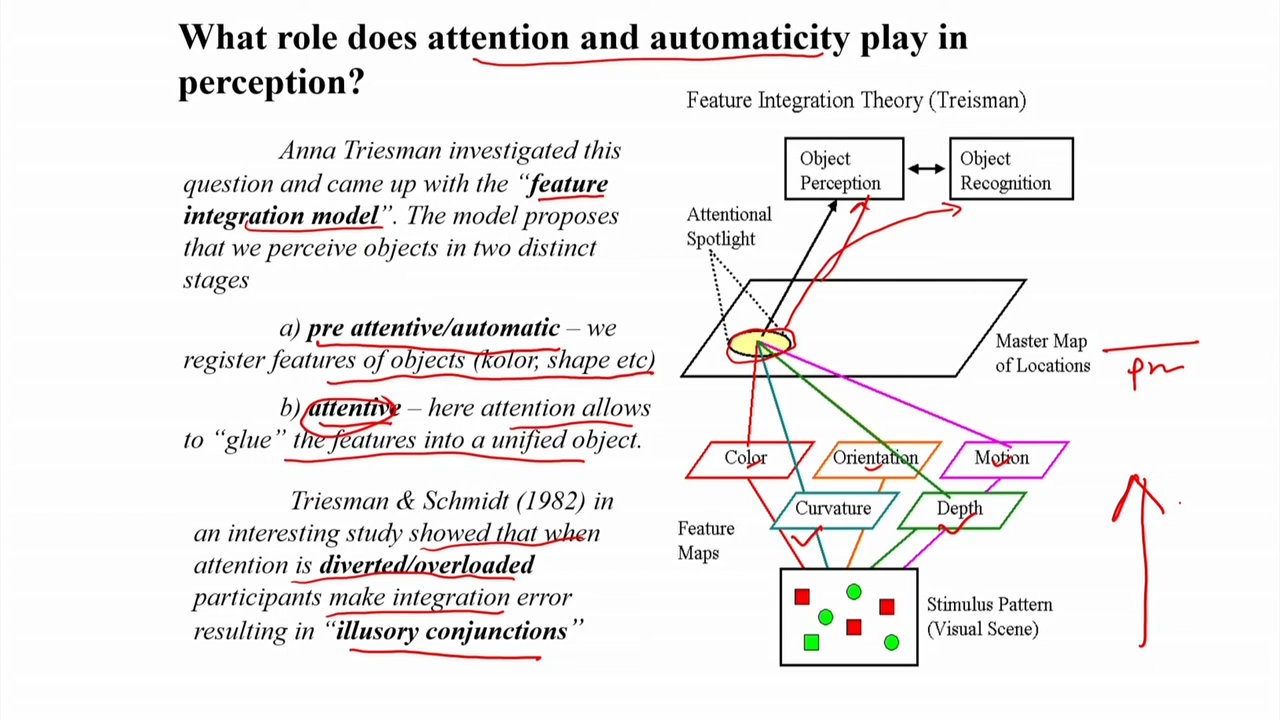 What role does attention and automaticity play in
perception?
Anna Triesman investigated this
question and came up with the “feature
integration model”. The model proposes
that we perceive objects in two distinct
stages
a) pre attentive/automatic – we
register features of objects (kolor, shape etc)
b) attentive – here attention allows
to “glue” the features into a unified object.
Triesman & Schmidt (1982) in
an interesting study showed that when
attention is diverted/overloaded
participants make integration error
resulting in “illusory conjunctions”
Feature Integration Theory (Treisman)
Object
Perception
Object
Recognition
Attentional
Spotlight
Master Map
of Locations
Color
Orientation
Motion
Curvature
Depth
Feature
Maps
Stimulus Pattern
(Visual Scene)